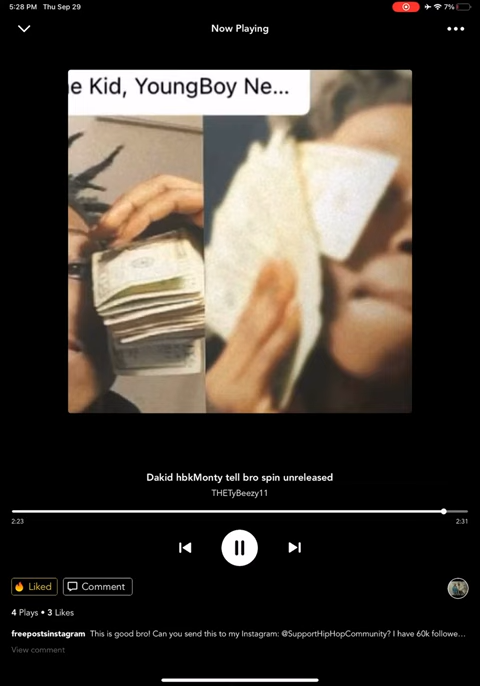 5:28 PM Thu Sep 29
7%
Now Playing
e Kid, YoungBoy Ne...
Dakid hbkMonty tell bro spin unreleased
THETyBeezy11
2:23
2:31
Liked
Comment
4 Plays • 3 Likes
freepostsinstagram This is good bro! Can you send this to my Instagram: @SupportHipHopCommunity? I have 60k followe...
View comment